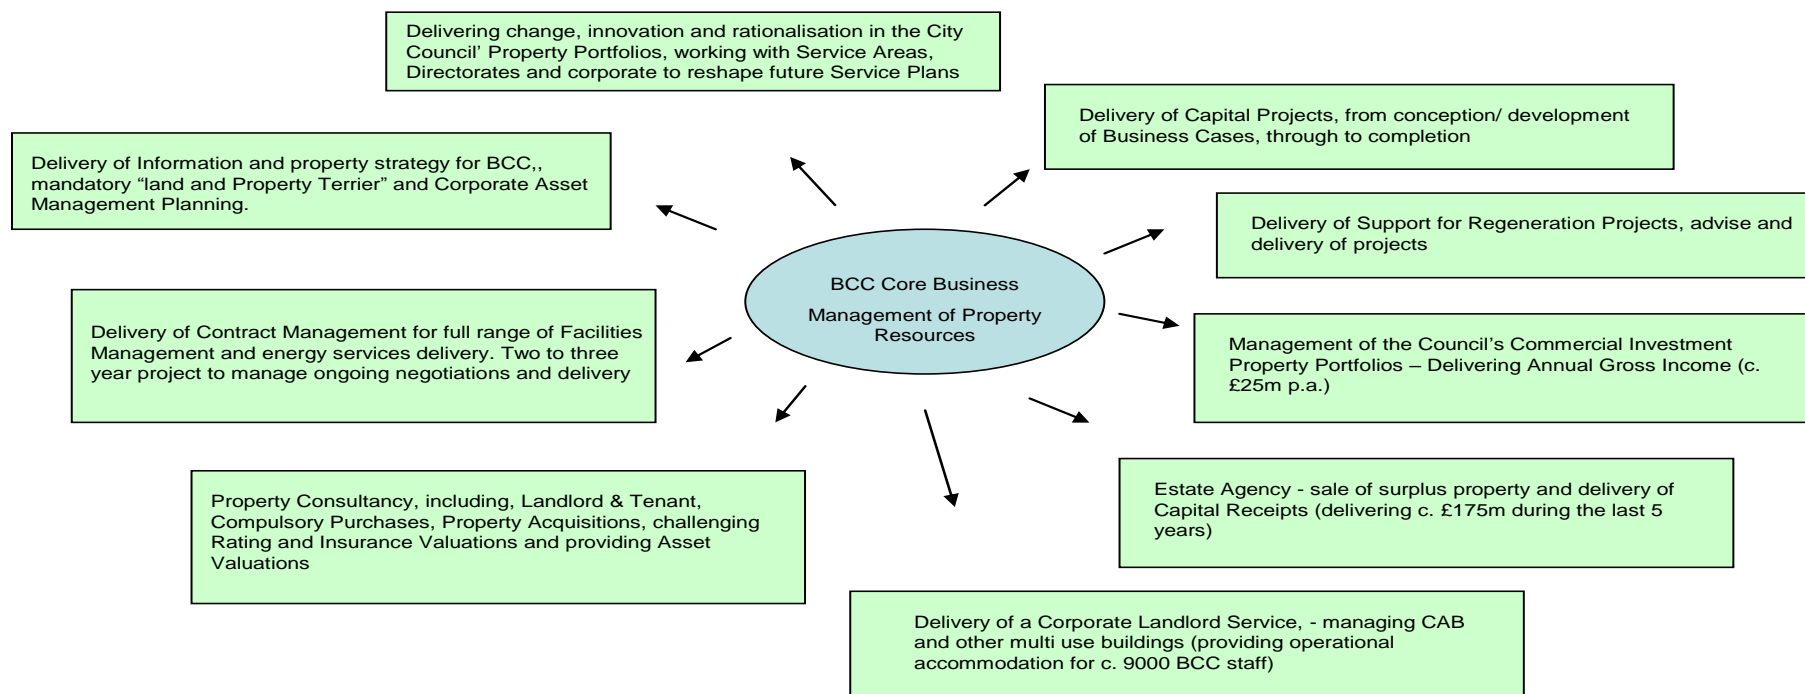 Delivering change, innovation and rationalisation in the City
Council’ Property Portfolios, working with Service Areas,
Directorates and corporate to reshape future Service Plans
Delivery of Capital Projects, from conception/ development
of Business Cases, through to completion
Delivery of Information and property strategy for BCC,,
mandatory “land and Property Terrier” and Corporate Asset
Management Planning.
Delivery of Support for Regeneration Projects, advise and
delivery of projects
BCC Core Business
Management of Property
Resources
Delivery of Contract Management for full range of Facilities
Management and energy services delivery. Two to three
year project to manage ongoing negotiations and delivery
Management of the Council’s Commercial Investment
Property Portfolios – Delivering Annual Gross Income (c.
£25m p.a.)
Property Consultancy, including, Landlord & Tenant,
Compulsory Purchases, Property Acquisitions, challenging
Rating and Insurance Valuations and providing Asset
Valuations
Estate Agency - sale of surplus property and delivery of
Capital Receipts (delivering c. £175m during the last 5
years)
Delivery of a Corporate Landlord Service, - managing CAB
and other multi use buildings (providing operational
accommodation for c. 9000 BCC staff)